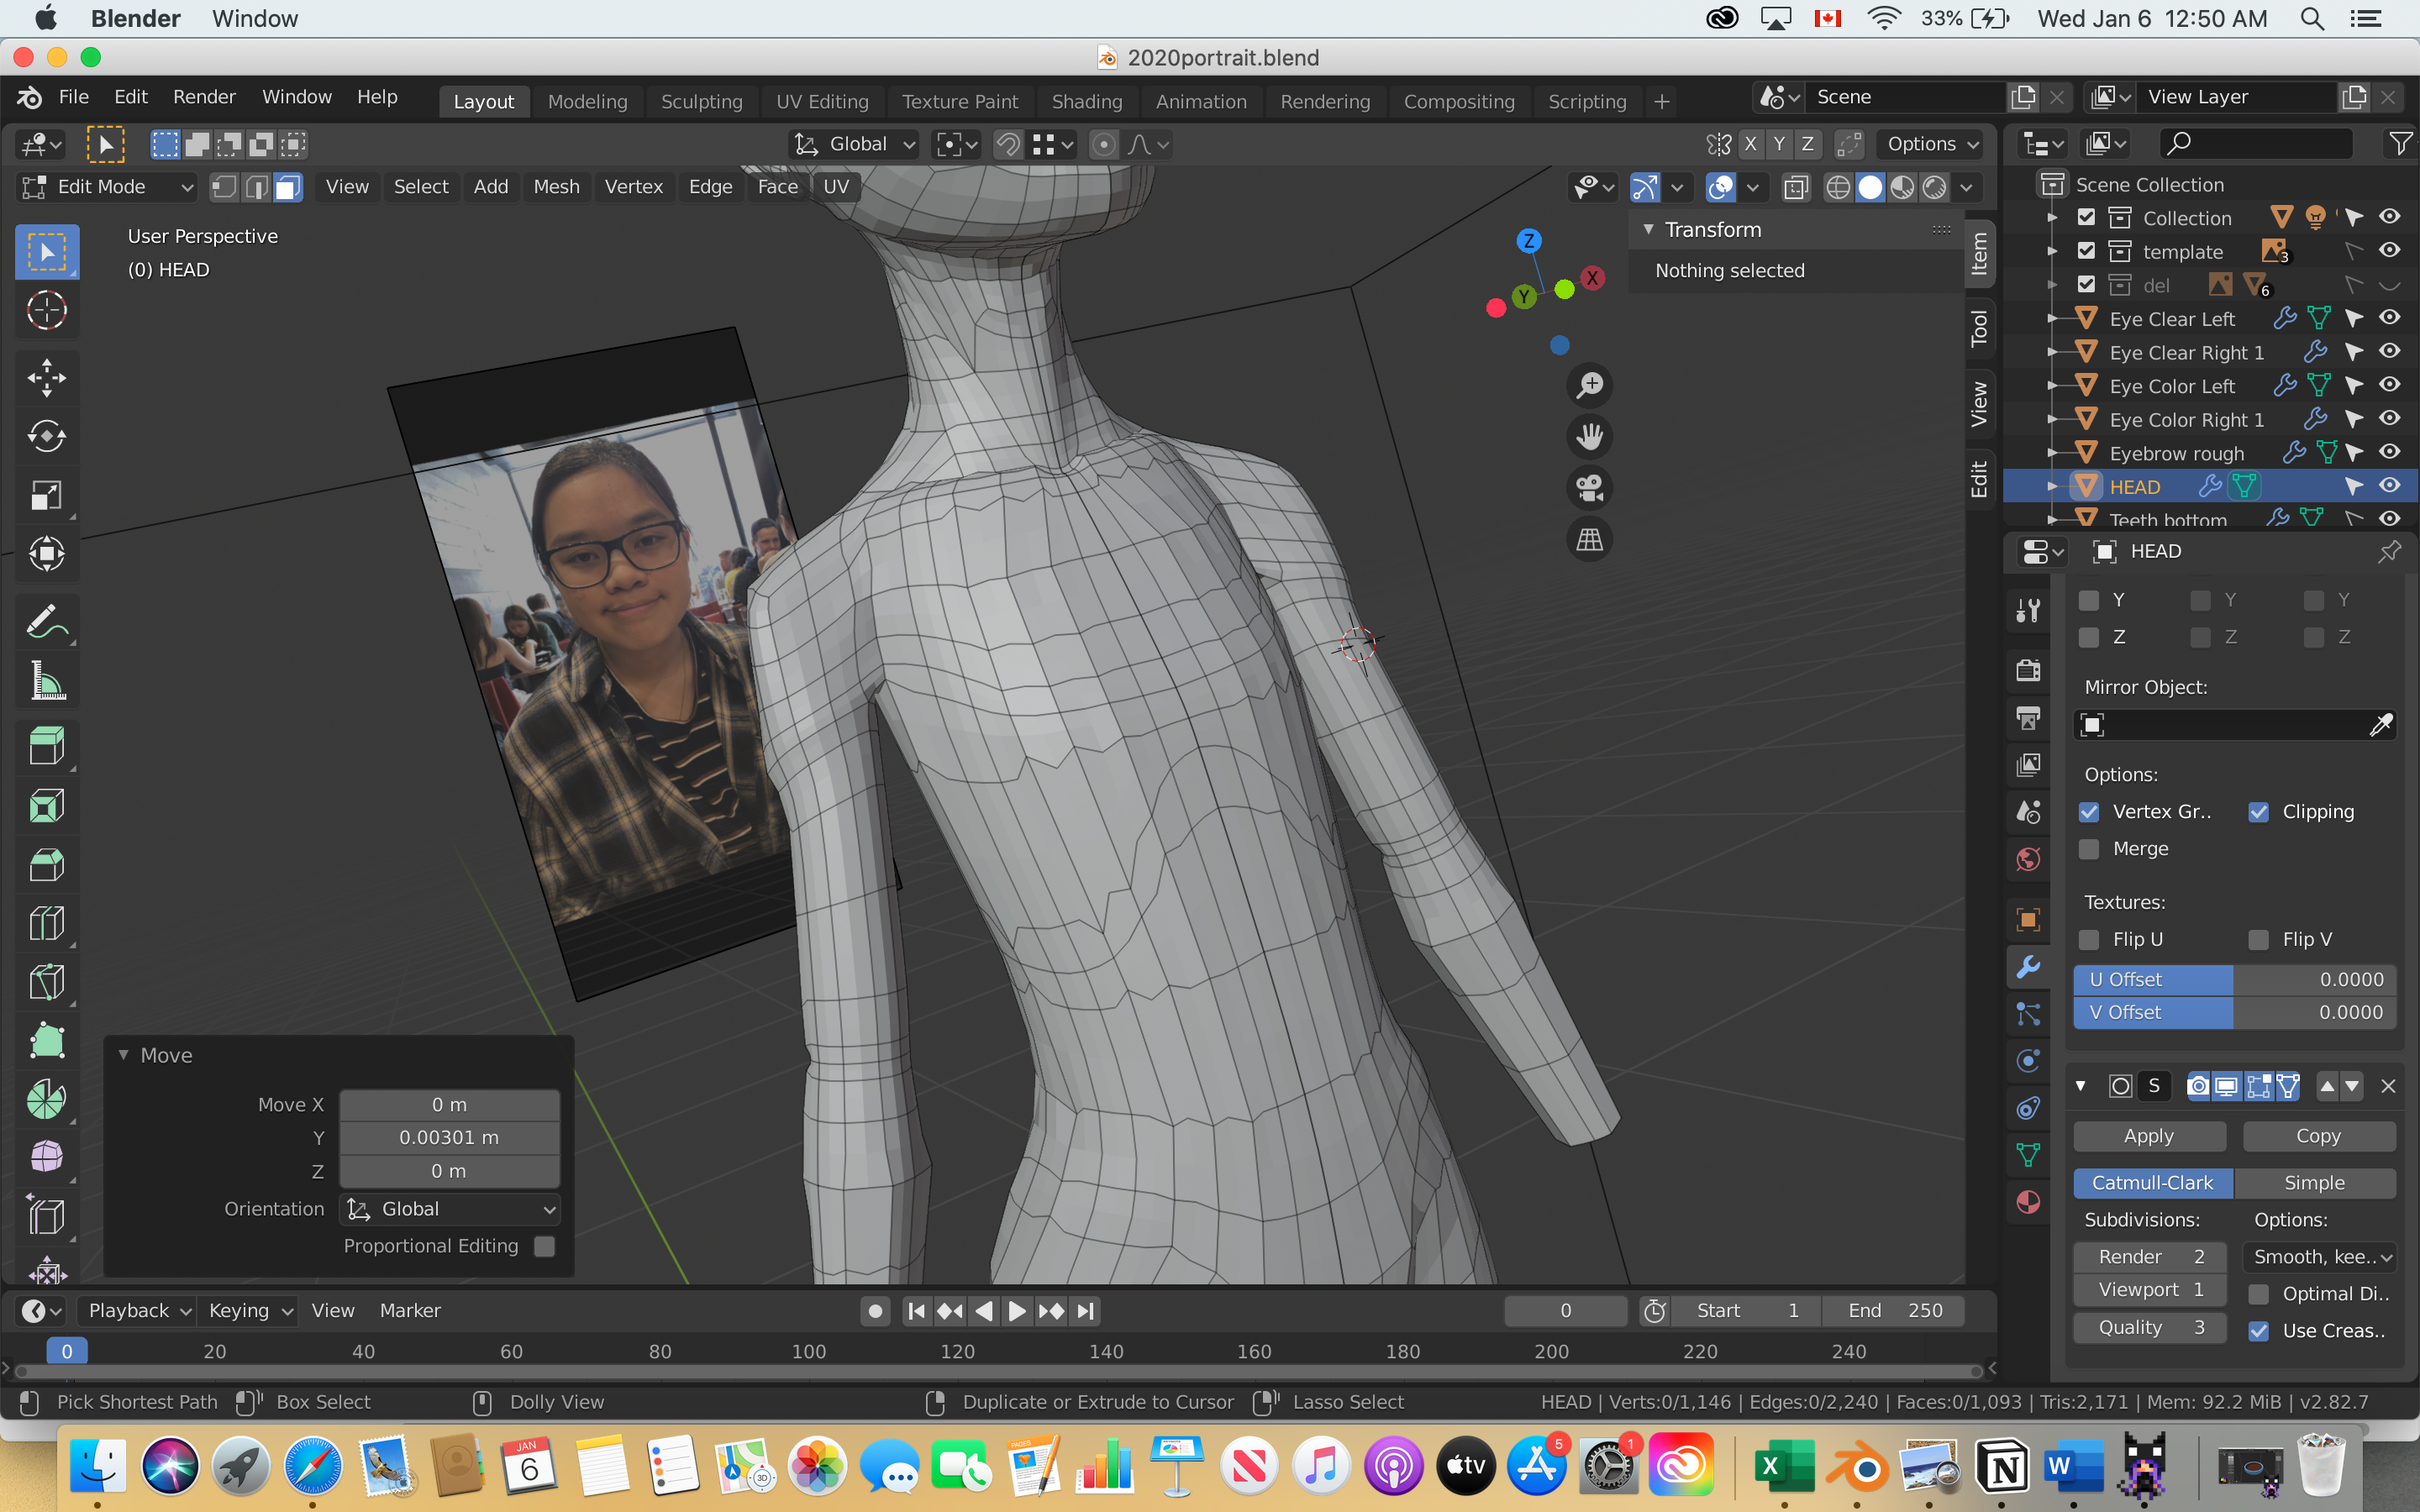 Blender Window 33% Wed Jan 6 12:50 AM
2020portrait.blend
File Edit Render Window Help Layout Modeling Sculpting UV Editing Texture Paint Shading Animation Rendering Compositing Scripting + Scene View Layer
Global X Y Z Options
Edit Mode View Select Add Mesh Vertex Edge Face UV
User Perspective
(0) HEAD
Transform
Nothing selected
Z
X
Y
Item
Tool
View
Edit
Scene Collection
Collection
template 3
del 6
Eye Clear Left
Eye Clear Right 1
Eye Color Left
Eye Color Right 1
Eyebrow rough
HEAD
Teeth bottom
HEAD
Y Y Y
Z Z Z
Mirror Object:
Options:
Vertex Gr.. Clipping
Merge
Textures:
Flip U Flip V
U Offset 0.0000
V Offset 0.0000
S
Apply Copy
Catmull-Clark Simple
Subdivisions: Options:
Render 2 Smooth, kee..
Viewport 1 Optimal Di..
Quality 3 Use Creas..
Move
Move X 0 m
Y 0.00301 m
Z 0 m
Orientation Global
Proportional Editing
Playback Keying View Marker 0 Start 1 End 250
0 20 40 60 80 100 120 140 160 180 200 220 240
Pick Shortest Path Box Select Dolly View Duplicate or Extrude to Cursor Lasso Select HEAD | Verts:0/1,146 | Edges:0/2,240 | Faces:0/1,093 | Tris:2,171 | Mem: 92.2 MiB | v2.82.7
JAN
6
PAGES
3D
tv
5
1
X
N
W